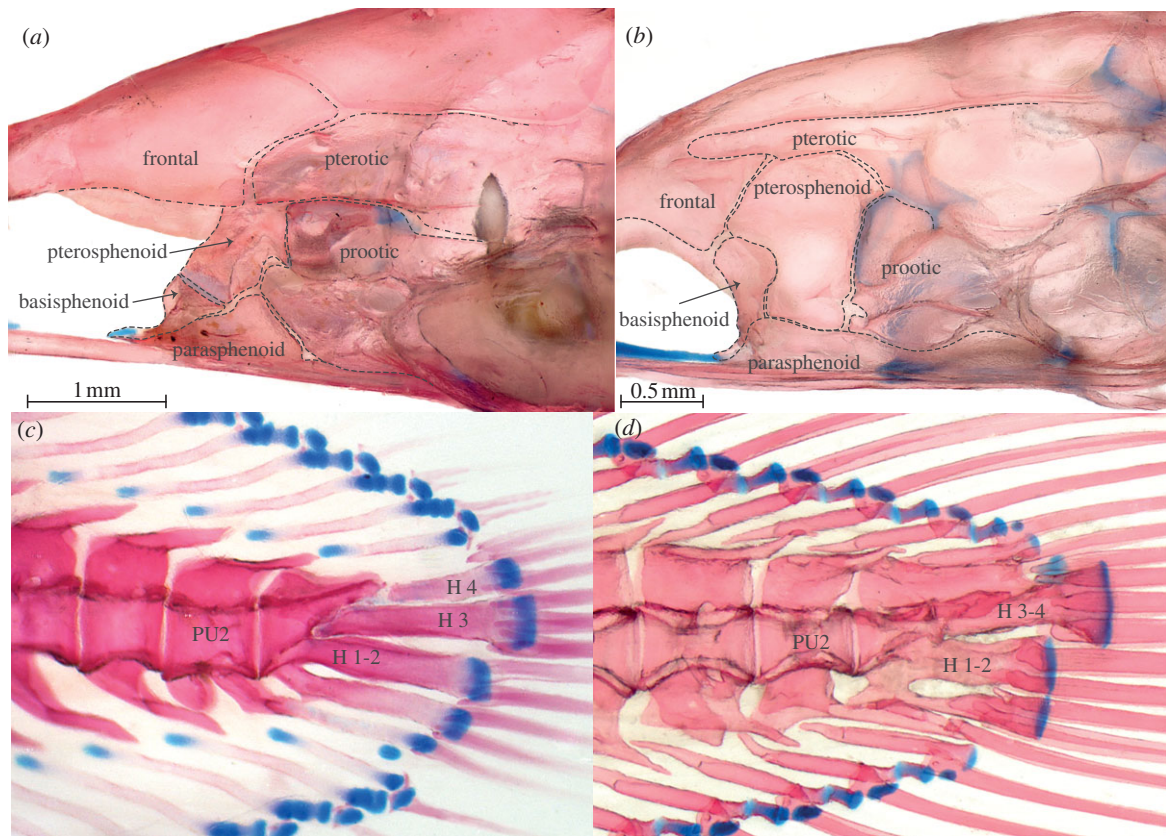 (a)
frontal
pterotic
pterosphenoid
prootic
basisphenoid
parasphenoid
1 mm
(b)
pterotic
pterosphenoid
frontal
prootic
basisphenoid
parasphenoid
0.5 mm
(c)
H 4
H 3
PU2
H 1-2
(d)
H 3-4
PU2
H 1-2